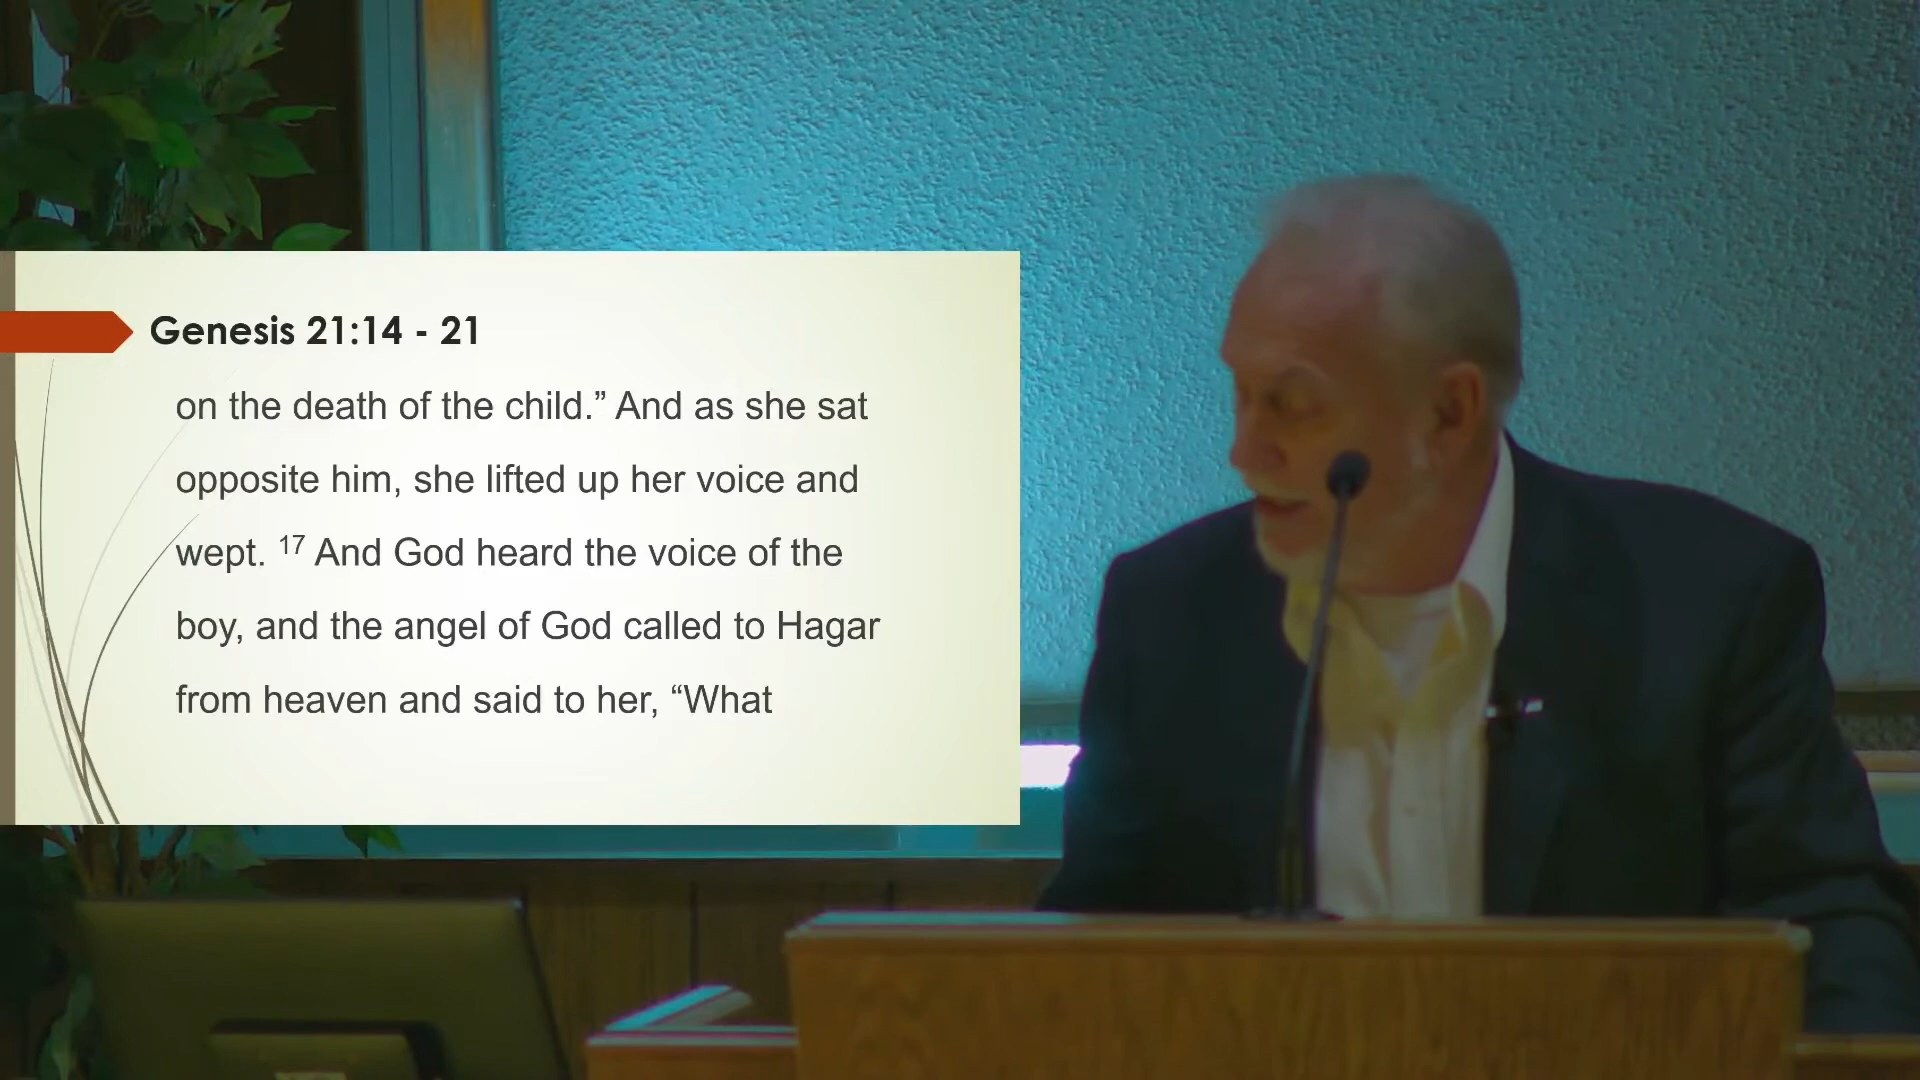 Genesis 21:14 - 21
on the death of the child.” And as she sat
opposite him, she lifted up her voice and
wept. 17 And God heard the voice of the
boy, and the angel of God called to Hagar
from heaven and said to her, “What